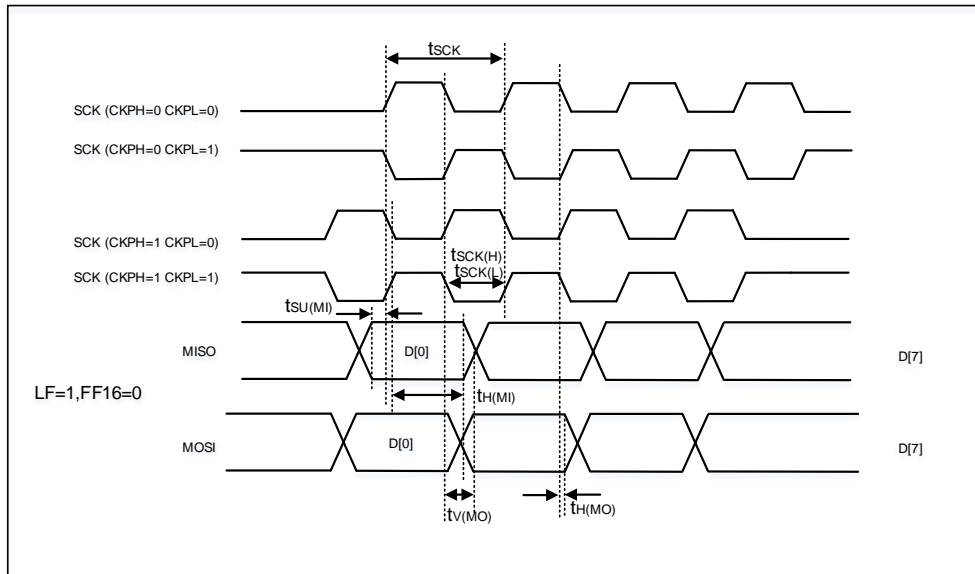 tSCK
SCK (CKPH=0 CKPL=0)
SCK (CKPH=0 CKPL=1)
SCK (CKPH=1 CKPL=0)
tSCK(H)
SCK (CKPH=1 CKPL=1)
tSCK(L)
tSU(MI)
MISO
D[0]
D[7]
LF=1,FF16=0
tH(MI)
MOSI
D[0]
D[7]
tV(MO)
tH(MO)